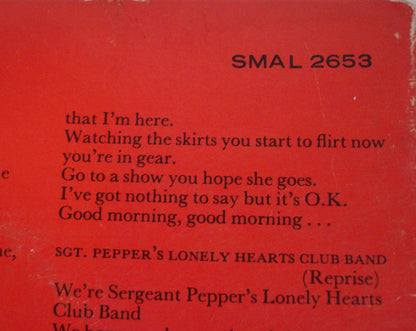 SMAL 2653
that I'm here.
Watching the skirts you start to flirt now
you're in gear.
Go to a show you hope she goes.
I've got nothing to say but it's O.K.
Good morning, good morning . . .
SGT. PEPPER'S LONELY HEARTS CLUB BAND
(Reprise)
We're Sergeant Pepper's Lonely Hearts
Club Band